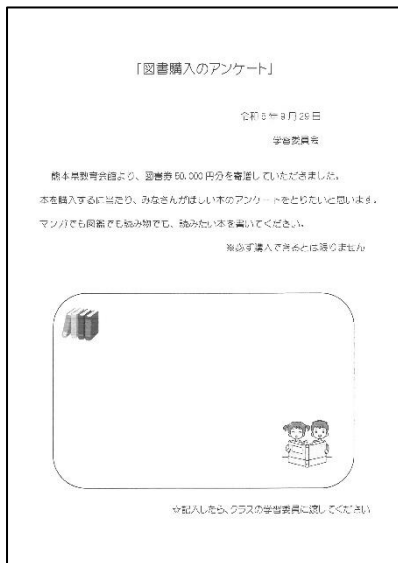 「図書購入のアンケート」
令和5年9月29日
学習委員会
熊本県教育会館より、図書券50,000円分を寄贈していただきました。
本を購入するに当たり、みなさんがほしい本のアンケートをとりたいと思います。
マンガでも図鑑でも読み物でも、読みたい本を書いてください。
※必ず購入できるとは限りません
☆記入したら、クラスの学習委員に渡してください